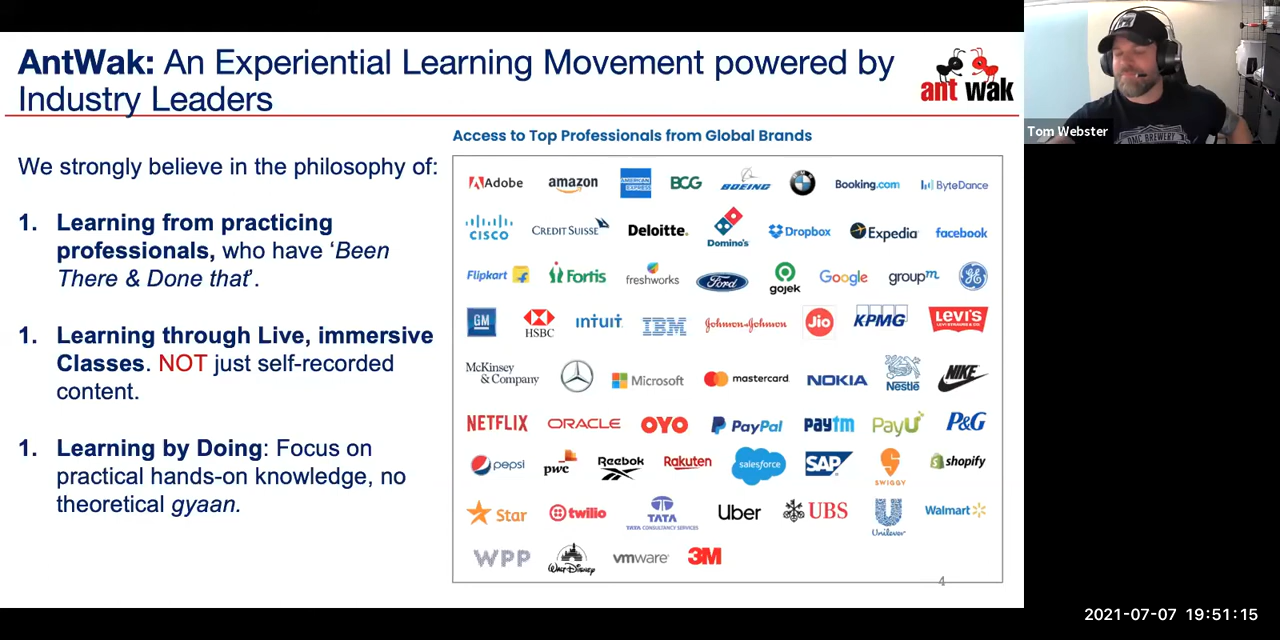 AntWak: An Experiential Learning Movement powered by
Industry Leaders
ant wak
Tom Webster
Access to Top Professionals from Global Brands
We strongly believe in the philosophy of:
1. Learning from practicing
professionals, who have ‘Been
There & Done that’.
1. Learning through Live, immersive
Classes. NOT just self-recorded
content.
1. Learning by Doing: Focus on
practical hands-on knowledge, no
theoretical gyaan.
Adobe amazon AMERICAN EXPRESS BCG BOEING BMW Booking.com ByteDance
CISCO CREDIT SUISSE Deloitte. Domino's Dropbox Expedia facebook
Flipkart Fortis freshworks Ford gojek Google groupm GE
GM HSBC INTUIT IBM Johnson & Johnson Jio KPMG LEVI'S
McKinsey
& Company Microsoft mastercard NOKIA Nestlé NIKE
NETFLIX ORACLE OYO PayPal paytm PayU P&G
pepsi pwc Reebok Rakuten salesforce SAP SWIGGY shopify
Star twilio TATA
TATA CONSULTANCY SERVICES Uber UBS Unilever Walmart
WPP WALT DISNEY vmware 3M
4
2021-07-07 19:51:15